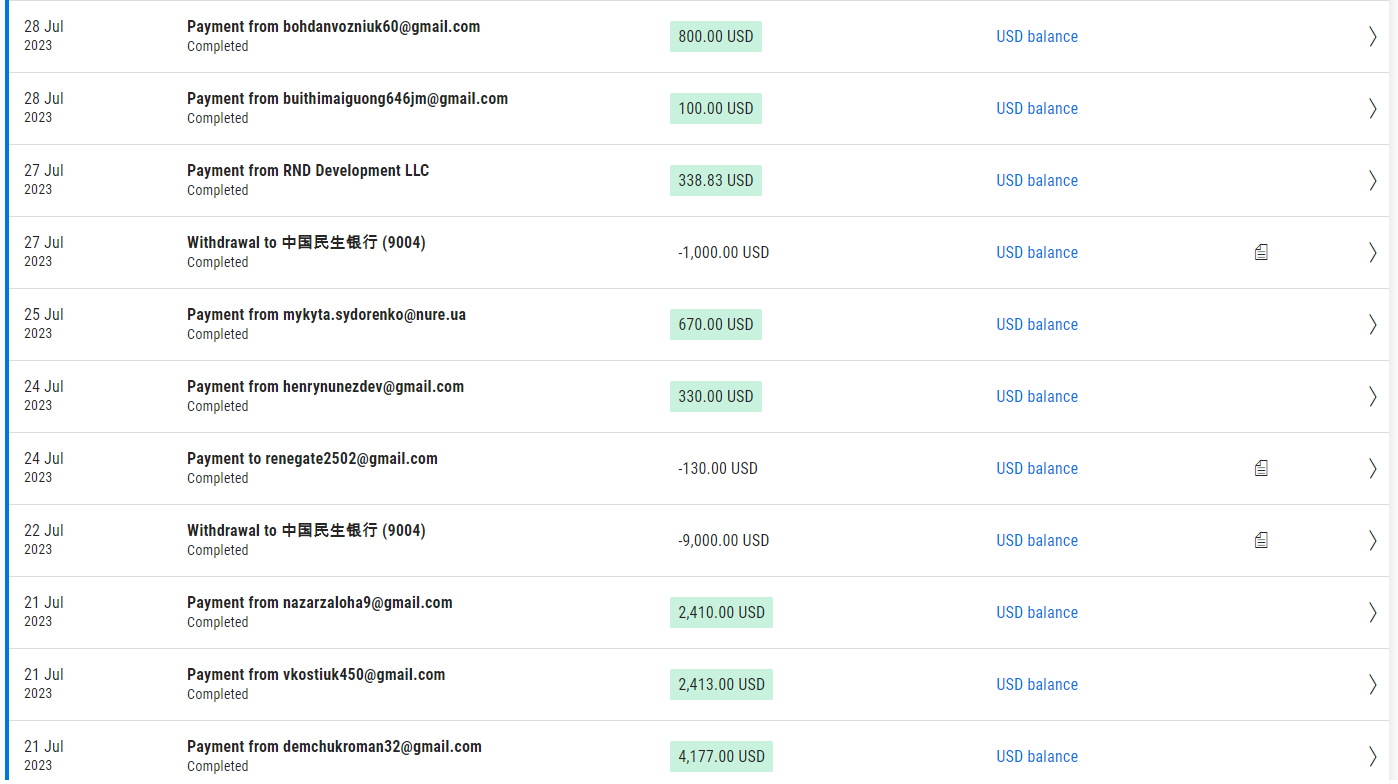 28 Jul
2023
Payment from bohdanvozniuk60@gmail.com
Completed
800.00 USD
USD balance
28 Jul
2023
Payment from buithimaiguong646jm@gmail.com
Completed
100.00 USD
USD balance
27 Jul
2023
Payment from RND Development LLC
Completed
338.83 USD
USD balance
27 Jul
2023
Withdrawal to 中国民生银行 (9004)
Completed
-1,000.00 USD
USD balance
25 Jul
2023
Payment from mykyta.sydorenko@nure.ua
Completed
670.00 USD
USD balance
24 Jul
2023
Payment from henrynunezdev@gmail.com
Completed
330.00 USD
USD balance
24 Jul
2023
Payment to renegate2502@gmail.com
Completed
-130.00 USD
USD balance
22 Jul
2023
Withdrawal to 中国民生银行 (9004)
Completed
-9,000.00 USD
USD balance
21 Jul
2023
Payment from nazarzaloha9@gmail.com
Completed
2,410.00 USD
USD balance
21 Jul
2023
Payment from vkostiuk450@gmail.com
Completed
2,413.00 USD
USD balance
21 Jul
2023
Payment from demchukroman32@gmail.com
Completed
4,177.00 USD
USD balance